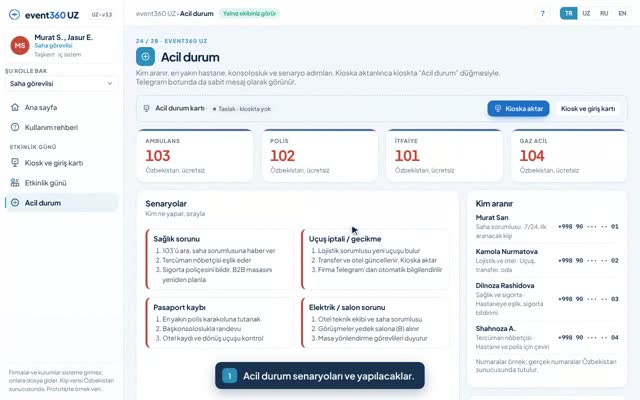 event360 UZ
UZ-v13
MS
Murat S., Jasur E.
Saha görevlisi
Taşkent · iç sistem
ŞU ROLLE BAK
Saha görevlisi
Ana sayfa
Kullanım rehberi
ETKİNLİK GÜNÜ
Kiosk ve giriş kartı
Etkinlik günü
Acil durum
Firmalar ve kurumlar sisteme girmez,
onlara dosya gider. Kişi verisi Özbekistan
sunucusunda. Prototipte örnek veri.
event360 UZ › Acil durum
Yalnız ekibiniz görür
?
TR
UZ
RU
EN
24 / 28 · EVENT360 UZ
Acil durum
Kim aranır, en yakın hastane, konsolosluk ve senaryo adımları. Kioska aktarılınca kioskta "Acil durum" düğmesiyle,
Telegram botunda da sabit mesaj olarak görünür.
Acil durum kartı
Taslak · kioskta yok
Kioska aktar
Kiosk ve giriş kartı
AMBULANS
103
Özbekistan, ücretsiz
POLİS
102
Özbekistan, ücretsiz
İTFAİYE
101
Özbekistan, ücretsiz
GAZ ACİL
104
Özbekistan, ücretsiz
Senaryolar
Kim ne yapar, sırayla
Sağlık sorunu
1. 103'ü ara, saha sorumlusuna haber ver
2. Tercüman nöbetçisi eşlik eder
3. Sigorta poliçesini bildir, B2B masasını
yeniden planla
Uçuş iptali / gecikme
1. Lojistik sorumlusu yeni uçuşu bulur
2. Transfer ve otel güncellenir, Kioska aktar
3. Firma Telegram'dan otomatik bilgilendirilir
Pasaport kaybı
1. En yakın polis karakoluna tutanak
2. Başkonsoloslukla randevu
3. Otel kaydı ve dönüş uçuşu kontrol
Elektrik / salon sorunu
1. Otel teknik ekibi ve saha sorumlusu
2. Görüşmeler yedek salona (B) alınır
3. Masa yönlendirme görevlileri duyurur
Kim aranır
Murat Sarı
Saha sorumlusu · 7/24, ilk
aranacak kişi
+998 90 ··· ·· 01
Kamola Nurmatova
Lojistik ve otel · Uçuş,
transfer, oda
+998 90 ··· ·· 02
Dilnoza Rashidova
Sağlık ve sigorta ·
Hastaneye eşlik, sigorta
bildirimi
+998 90 ··· ·· 03
Shahnoza A.
Tercüman nöbetçisi ·
Hastane ve polis için çeviri
+998 90 ··· ·· 04
Numaralar örnek; gerçek numaralar Özbekistan
sunucusunda tutulur.
1
Acil durum senaryoları ve yapılacaklar.